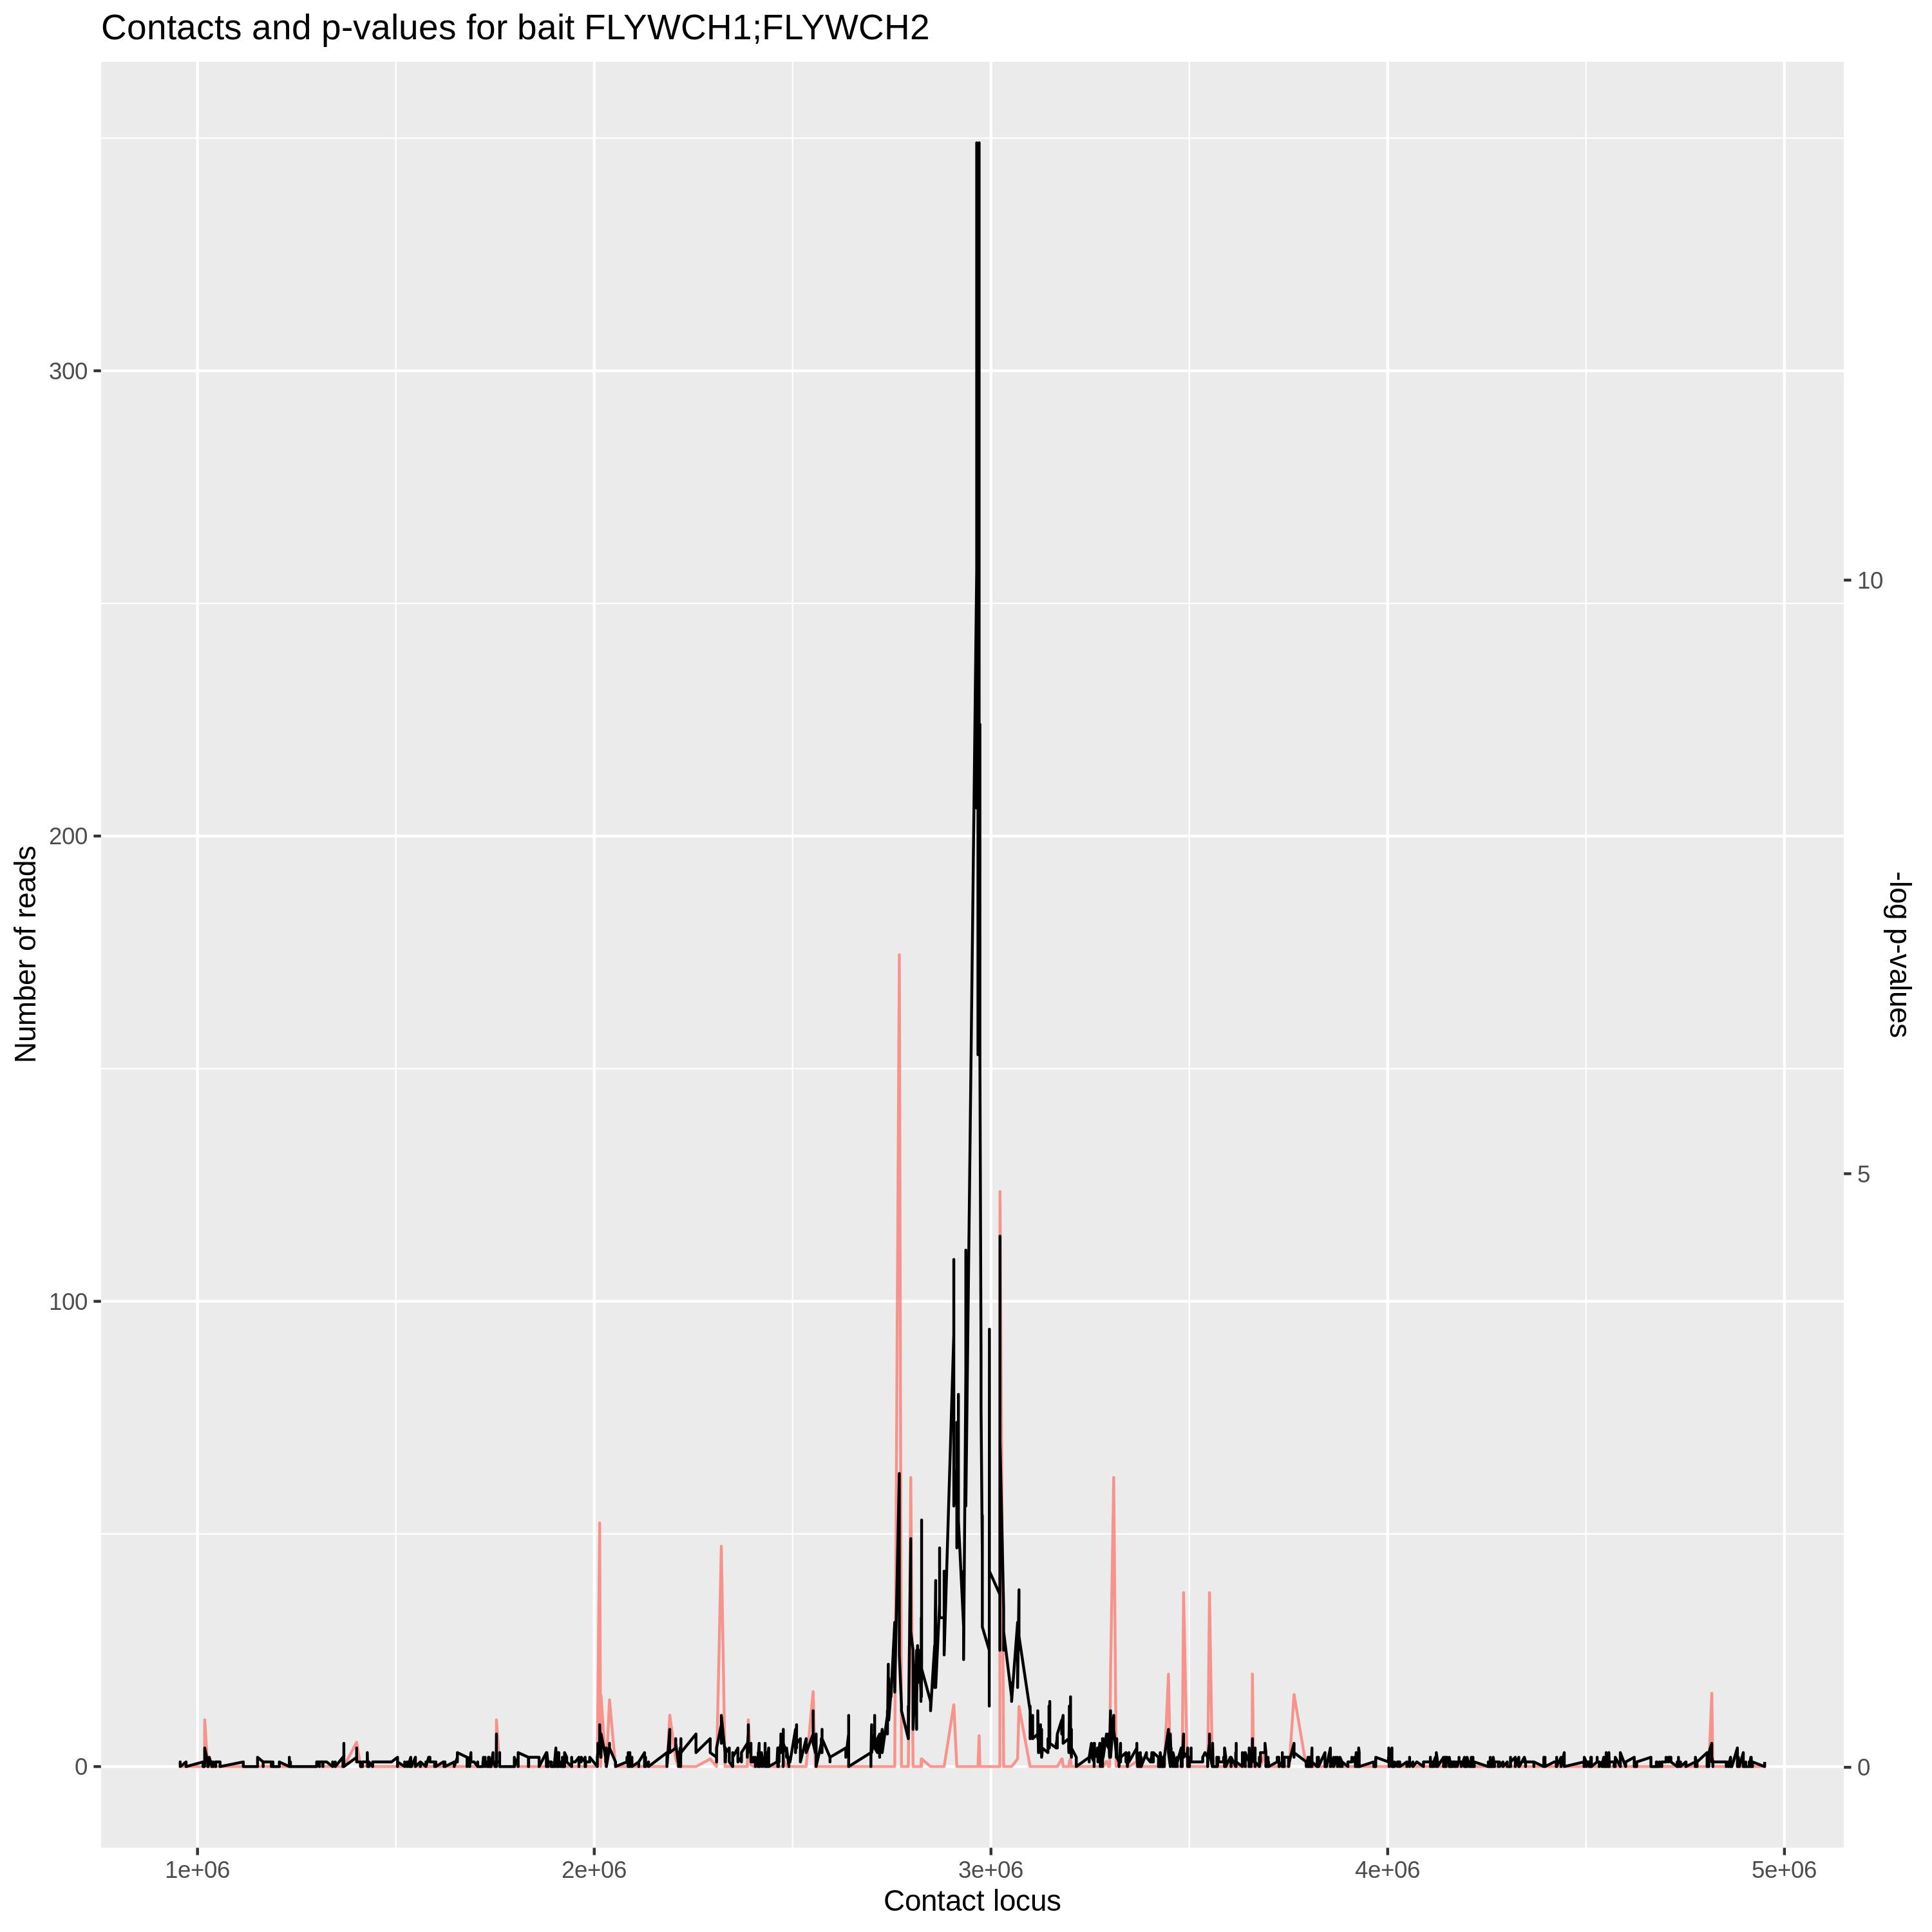 Contacts and p-values for bait FLYWCH1;FLYWCH2
300
200
100
0
Number of reads
10
5
0
-log p-values
1e+06
2e+06
3e+06
4e+06
5e+06
Contact locus